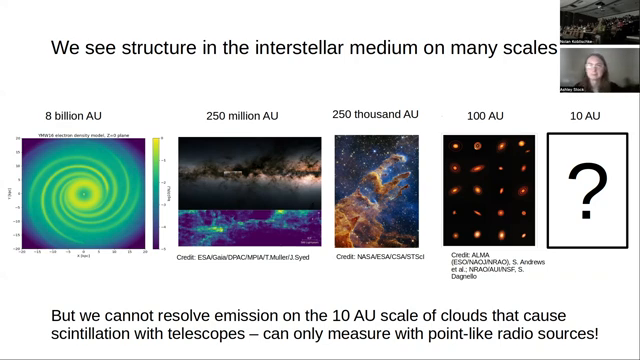 We see structure in the interstellar medium on many scales
Ashley Stock
8 billion AU
250 million AU
250 thousand AU
100 AU
10 AU
YMW16 electron density model, Z=0 plane
?
Credit: ESA/Gaia/DPAC/MPIA/T.Muller/J.Syed
Credit: NASA/ESA/CSA/STScI
Credit: ALMA
(ESO/NAOJ/NRAO), S. Andrews
et al.; NRAO/AUI/NSF, S.
Dagnello
But we cannot resolve emission on the 10 AU scale of clouds that cause
scintillation with telescopes – can only measure with point-like radio sources!